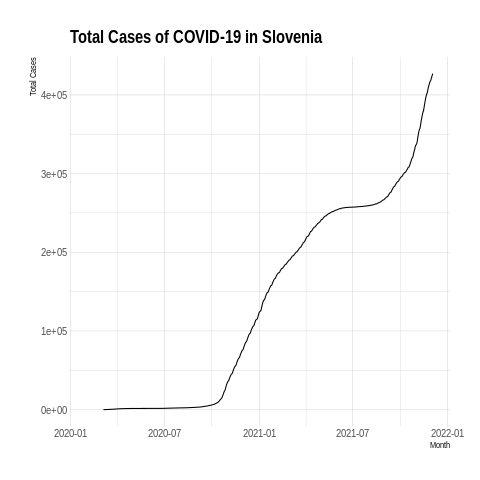 Total Cases of COVID-19 in Slovenia
Total Cases
4e+05
3e+05
2e+05
1e+05
0e+00
2020-01 2020-07 2021-01 2021-07 2022-01
Month